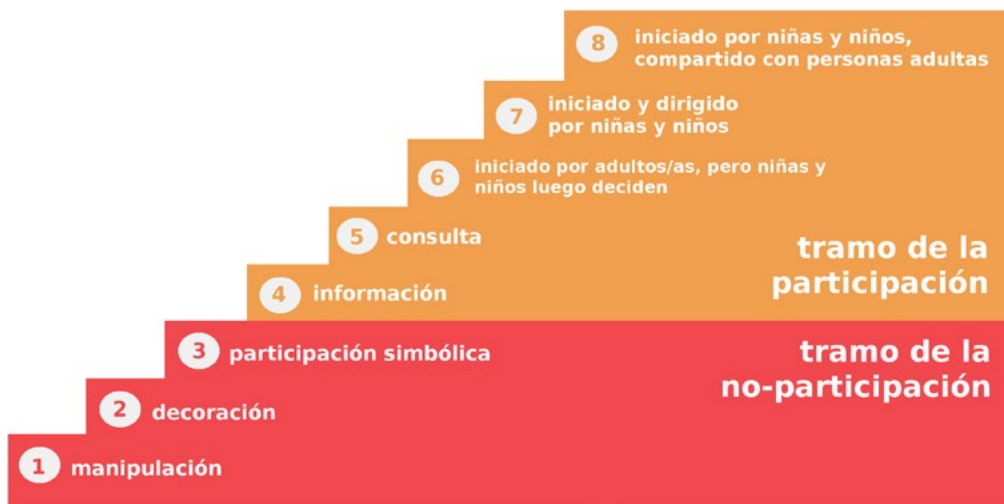 8
iniciado por niñas y niños,
compartido con personas adultas
7
iniciado y dirigido
por niñas y niños
6
iniciado por adultos/as, pero niñas y
niños luego deciden
5 consulta
tramo de la
participación
4 información
3 participación simbólica
tramo de la
no-participación
2 decoración
1 manipulación